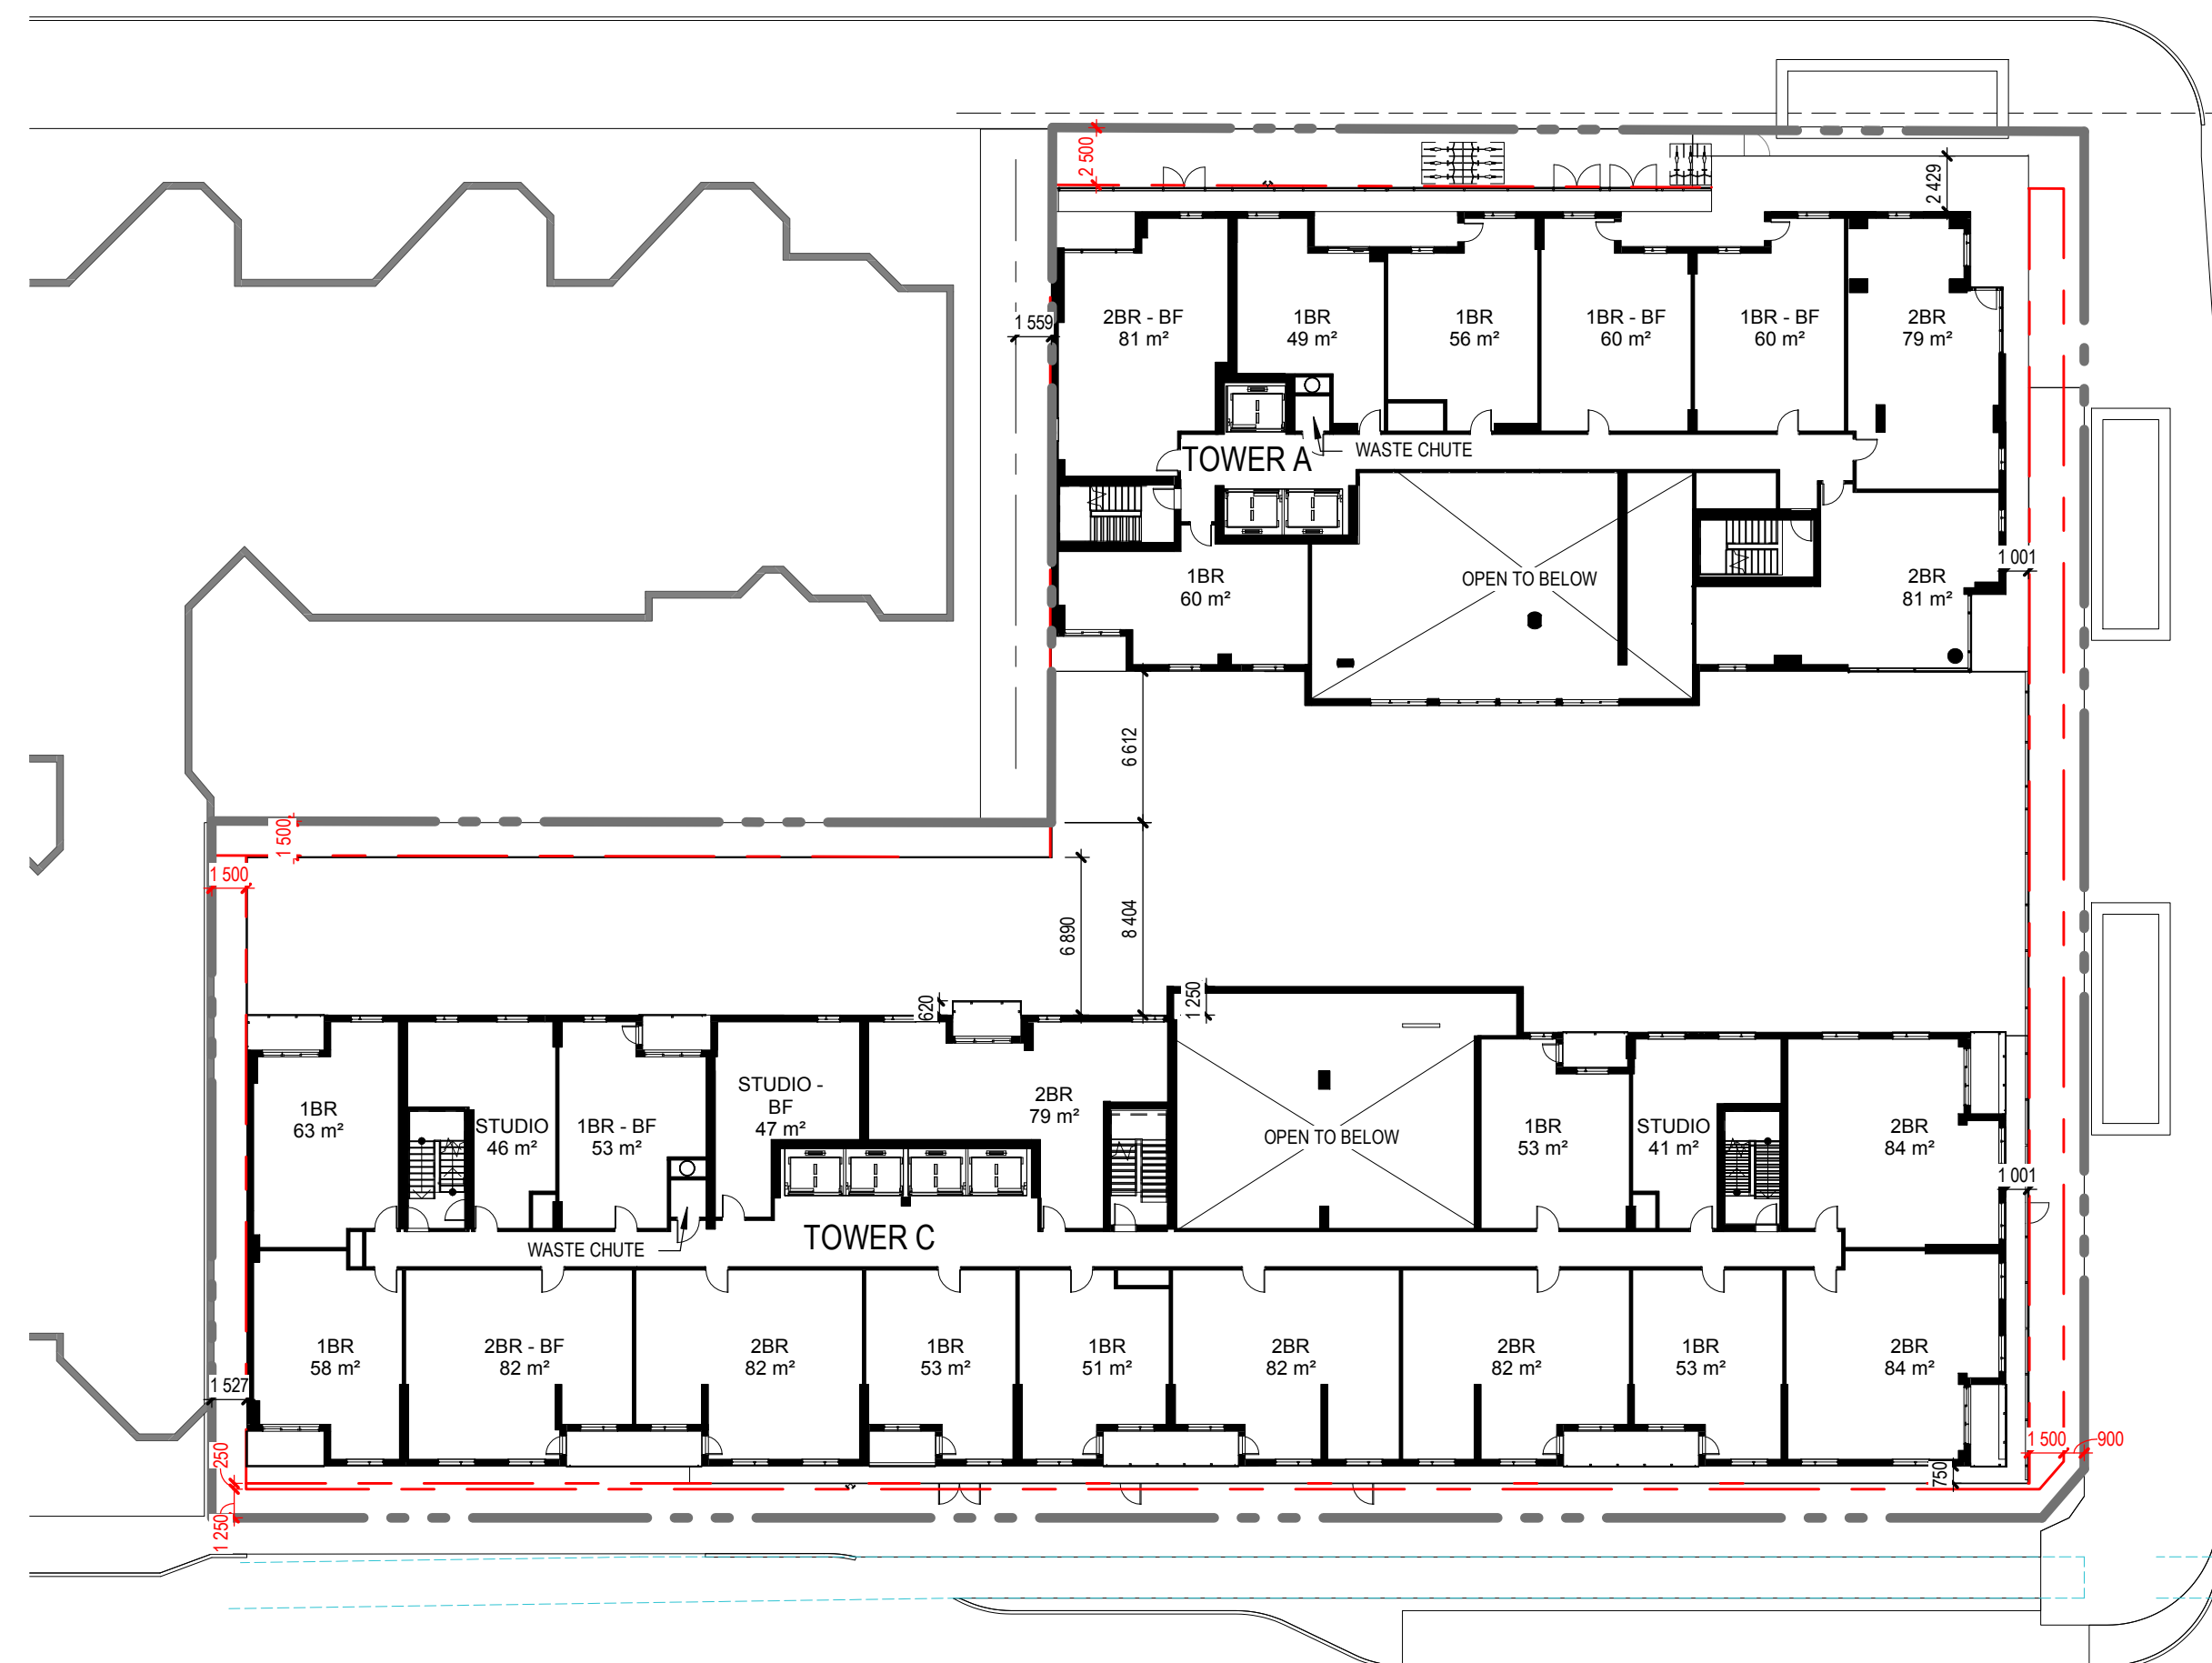 2 500
2 429
1 559
2BR - BF
81 m²
1BR
49 m²
1BR
56 m²
1BR - BF
60 m²
1BR - BF
60 m²
2BR
79 m²
TOWER A
WASTE CHUTE
1BR
60 m²
OPEN TO BELOW
2BR
81 m²
1 001
6 612
1 500
1 500
6 890
8 404
620
1 250
1BR
63 m²
STUDIO
46 m²
1BR - BF
53 m²
STUDIO -
BF
47 m²
2BR
79 m²
OPEN TO BELOW
1BR
53 m²
STUDIO
41 m²
2BR
84 m²
1 001
WASTE CHUTE
TOWER C
1BR
58 m²
2BR - BF
82 m²
2BR
82 m²
1BR
53 m²
1BR
51 m²
2BR
82 m²
2BR
82 m²
1BR
53 m²
2BR
84 m²
1 527
250
1 250
1 500
900
750